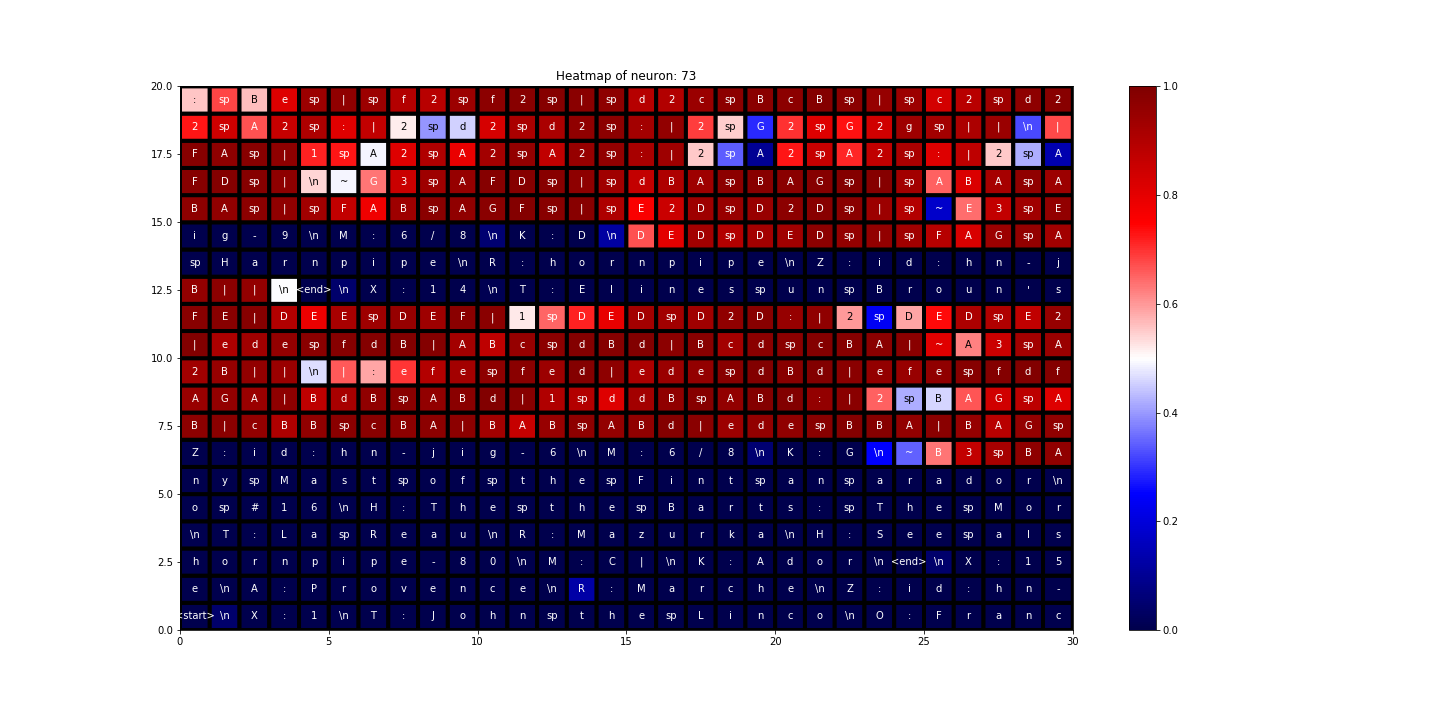 Heatmap of neuron: 73
20.0 : sp B e sp | sp f 2 sp f 2 sp | sp d 2 c sp B c B sp | sp c 2 sp d 2 1.0
2 sp A 2 sp : | 2 sp d 2 sp d 2 sp : | 2 sp G 2 sp G 2 g sp | | \n |
17.5 F A sp | 1 sp A 2 sp A 2 sp A 2 sp : | 2 sp A 2 sp A 2 sp : | 2 sp A
F D sp | \n ~ G 3 sp A F D sp | sp d B A sp B A G sp | sp A B A sp A 0.8
15.0 B A sp | sp F A B sp A G F sp | sp E 2 D sp D 2 D sp | sp ~ E 3 sp E
i g - 9 \n M : 6 / 8 \n K : D \n D E D sp D E D sp | sp F A G sp A
sp H a r n p i p e \n R : h o r n p i p e \n Z : i d : h n - j 0.6
12.5 B | | \n <end> \n X : 1 4 \n T : E l i n e s p u n sp B r o u n ' s
F E | D E E sp D E F | 1 sp D E D sp D 2 D : | 2 sp D E D sp E 2
10.0 | e d e sp f d B | A B c sp d B d | B c d sp c B A | ~ A 3 sp A
2 B | | \n | : e f e sp f e d | e d e sp d B d | e f e sp f d f 0.4
A G A | B d B sp A B d | 1 sp d d B sp A B d : | 2 sp B A G sp A
7.5 B | c B B sp c B A | B A B sp A B d | e d e sp B B A | B A G sp
Z : i d : h n - j i g - 6 \n M : 6 / 8 \n K : G \n ~ B 3 sp B A
5.0 n y sp M a s t sp o f sp t h e sp F i n t sp a n sp a r a d o r \n
o sp # 1 6 \n H : T h e sp t h e sp B a r t s : sp T h e sp M o r 0.2
\n T : L a sp R e a u \n R : M a z u r k a \n H : S e e sp a l s
2.5 h o r n p i p e - 8 0 \n M : C | \n K : A d o r \n <end> \n X : 1 5
e \n A : P r o v e n c e \n R : M a r c h e \n Z : i d : h n -
0.0 <start> \n X : 1 \n T : J o h n sp t h e sp L i n c o \n O : F r a n c 0.0
0 5 10 15 20 25 30